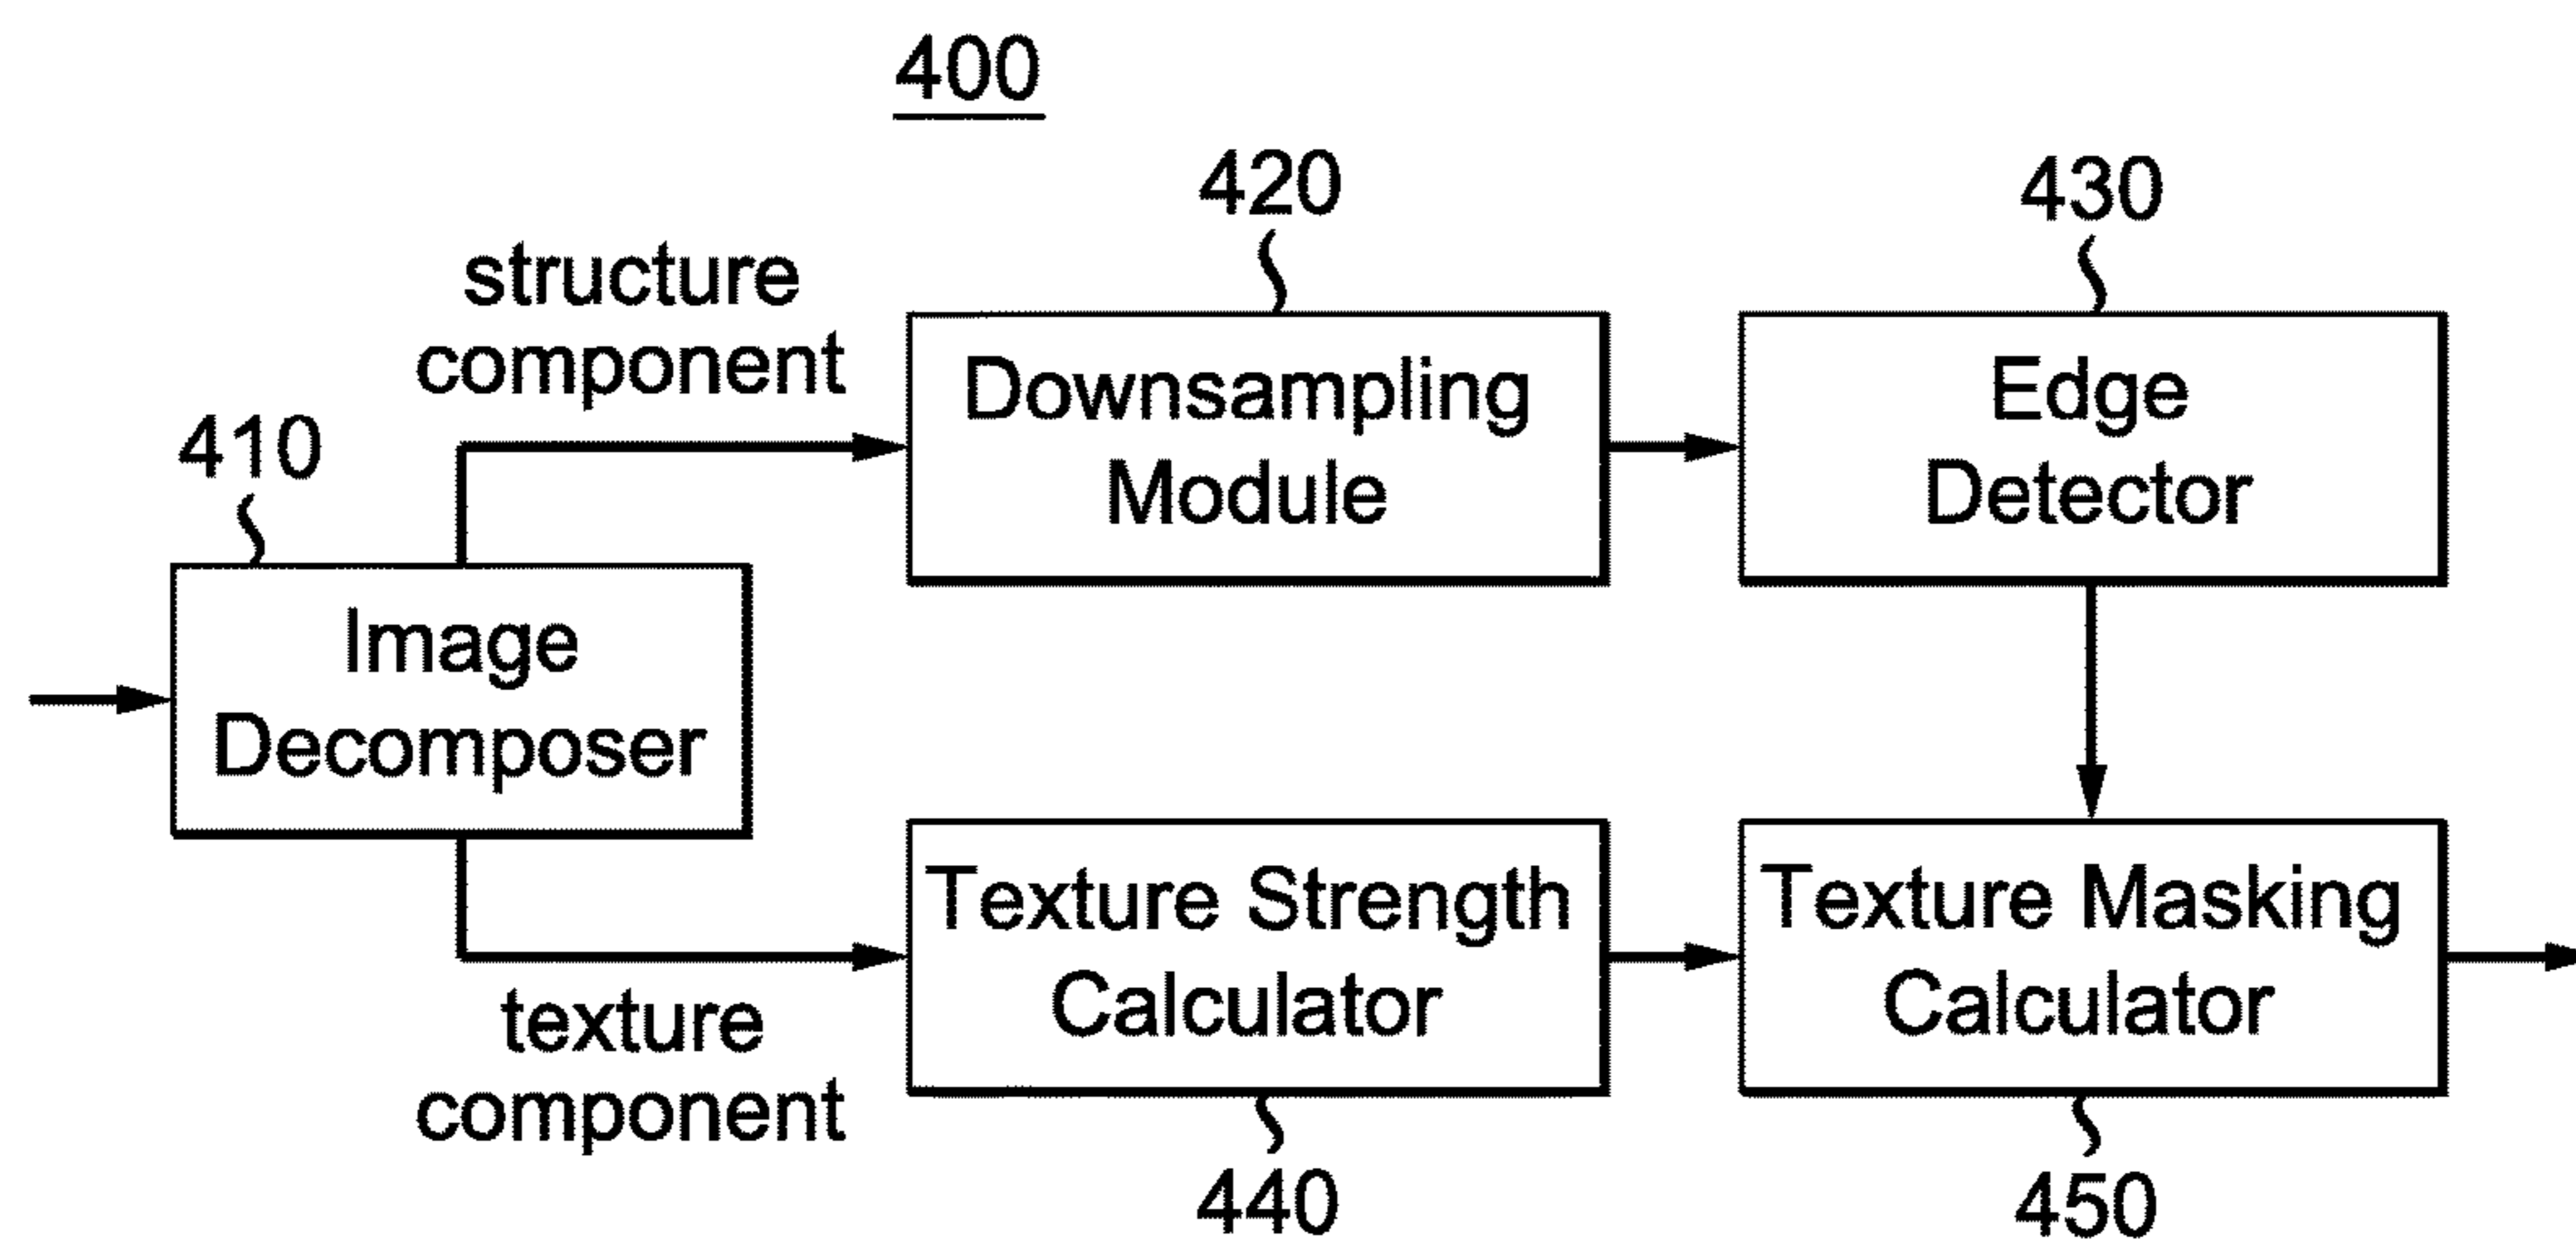 400
420
430
structure
component
410
Downsampling
Module
Edge
Detector
Image
Decomposer
Texture Strength
Calculator
Texture Masking
Calculator
texture
component
440
450